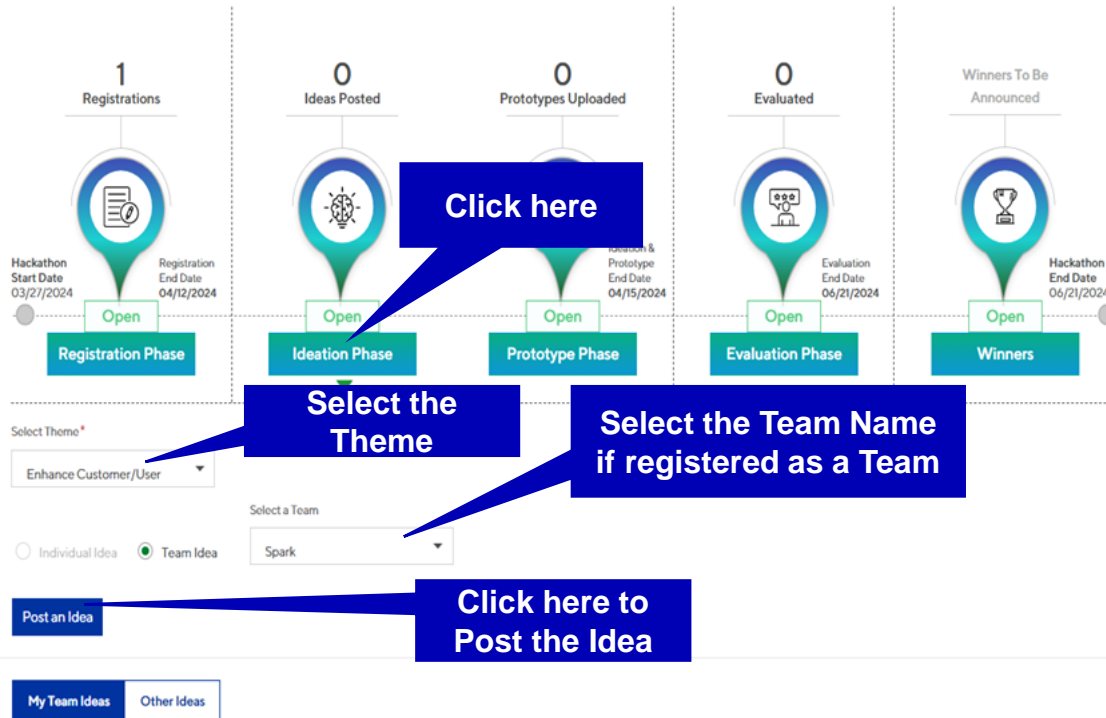 1
Registrations
0
Ideas Posted
0
Prototypes Uploaded
0
Evaluated
Winners To Be
Announced
Click here
Hackathon
Start Date
03/27/2024
Registration
End Date
04/12/2024
Ideation &
Prototype
End Date
04/15/2024
Evaluation
End Date
06/21/2024
Hackathon
End Date
06/21/2024
Open
Open
Open
Open
Open
Registration Phase
Ideation Phase
Prototype Phase
Evaluation Phase
Winners
Select the
Theme
Select the Team Name
if registered as a Team
Select Theme*
Enhance Customer/User
Select a Team
Individual Idea
Team Idea
Spark
Click here to
Post the Idea
Post an Idea
My Team Ideas
Other Ideas